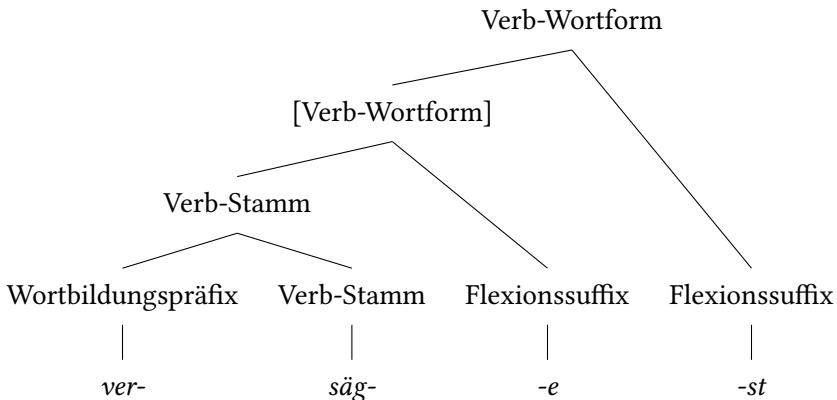 Verb-Wortform
[Verb-Wortform]
Verb-Stamm
Wortbildungspräfix Verb-Stamm Flexionssuffix Flexionssuffix
ver- säg- -e -st